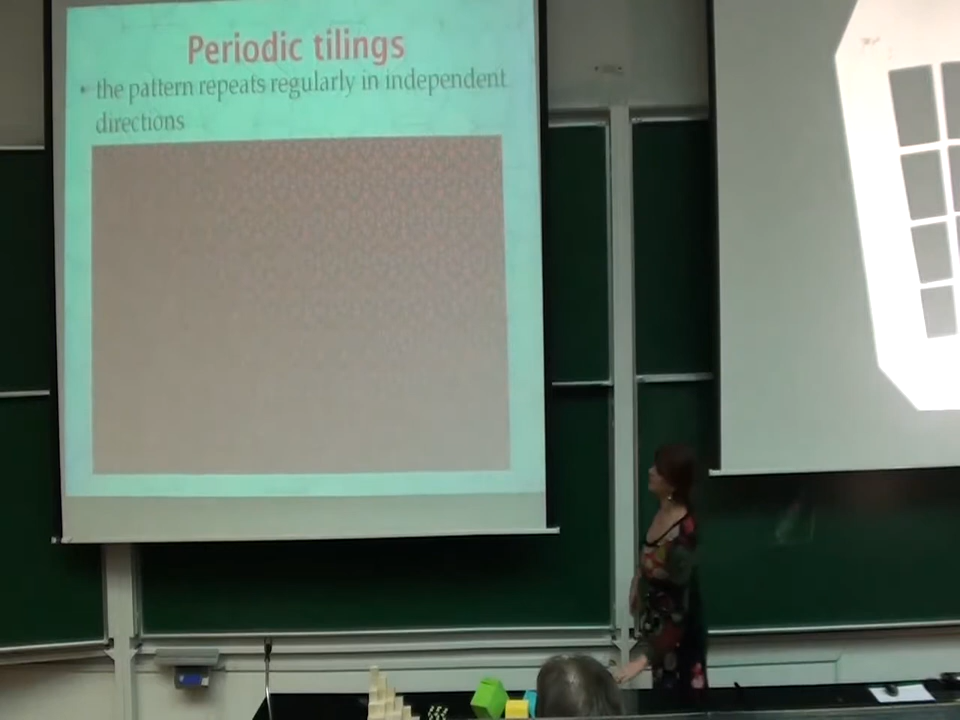 Periodic tilings
the pattern repeats regularly in independent
directions